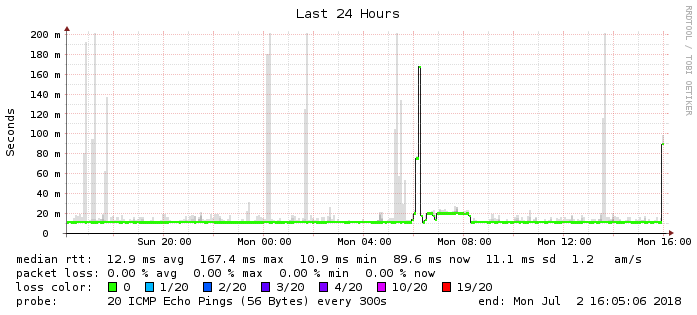 Last 24 Hours
RRDTOOL / TOBI OETIKER
Seconds
200 m
180 m
160 m
140 m
120 m
100 m
80 m
60 m
40 m
20 m
0
Sun 20:00 Mon 00:00 Mon 04:00 Mon 08:00 Mon 12:00 Mon 16:00
median rtt: 12.9 ms avg 167.4 ms max 10.9 ms min 89.6 ms now 11.1 ms sd 1.2 am/s
packet loss: 0.00 % avg 0.00 % max 0.00 % min 0.00 % now
loss color: 0 1/20 2/20 3/20 4/20 10/20 19/20
probe: 20 ICMP Echo Pings (56 Bytes) every 300s end: Mon Jul 2 16:05:06 2018